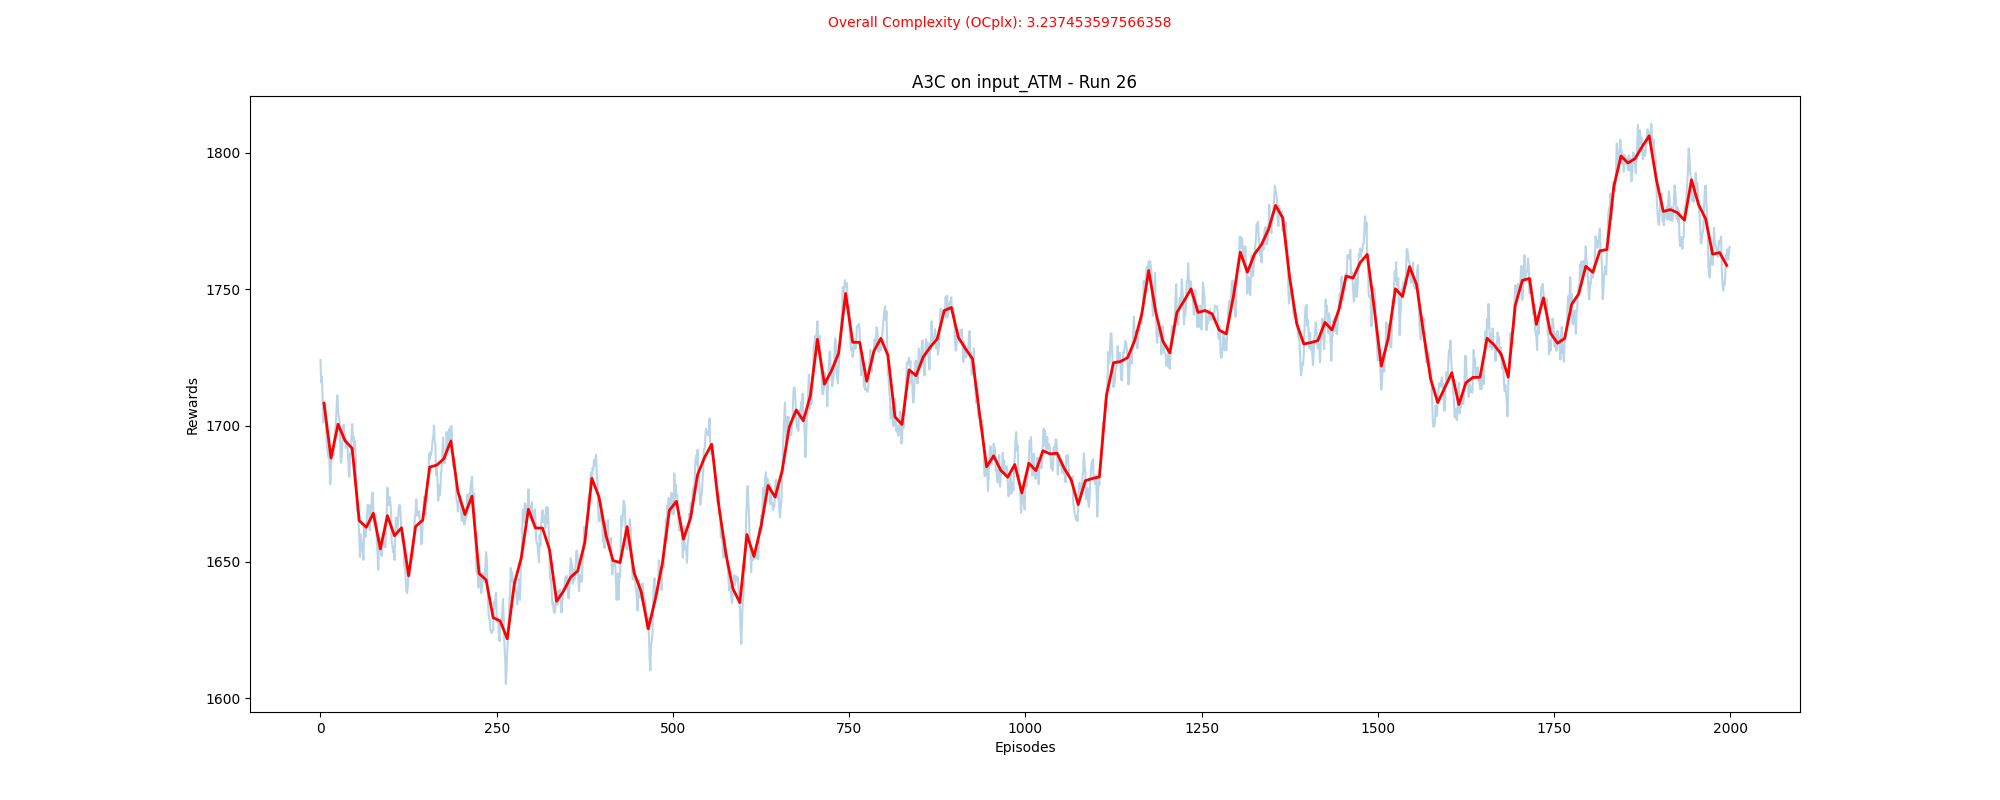 Overall Complexity (OCplx): 3.237453597566358
A3C on input_ATM - Run 26
Rewards
1800
1750
1700
1650
1600
0 250 500 750 1000 1250 1500 1750 2000
Episodes